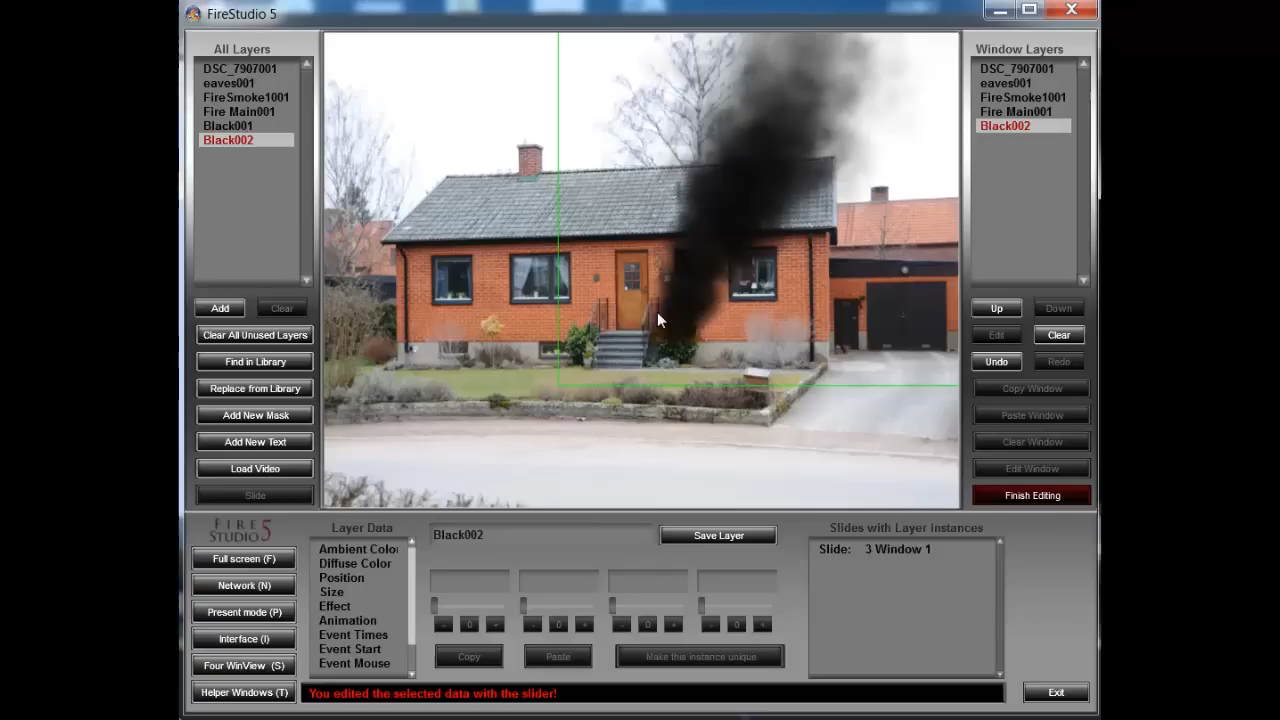 FireStudio 5
All Layers
DSC_7907001
eaves001
FireSmoke1001
Fire Main001
Black001
Black002
Add
Clear
Clear All Unused Layers
Find in Library
Replace from Library
Add New Mask
Add New Text
Load Video
Slide
Window Layers
DSC_7907001
eaves001
FireSmoke1001
Fire Main001
Black002
Up
Down
Edit
Clear
Undo
Redo
Copy Window
Paste Window
Clear Window
Edit Window
Finish Editing
FIRE
STUDIO 5
Full screen (F)
Network (N)
Present mode (P)
Interface (I)
Four WinView (S)
Helper Windows (T)
Layer Data
Ambient Colo
Diffuse Color
Position
Size
Effect
Animation
Event Times
Event Start
Event Mouse
Black002
Save Layer
- 0 + - 0 + - 0 + - 0 +
Copy
Paste
Make this instance unique
Slides with Layer instances
Slide: 3 Window 1
You edited the selected data with the slider!
Exit